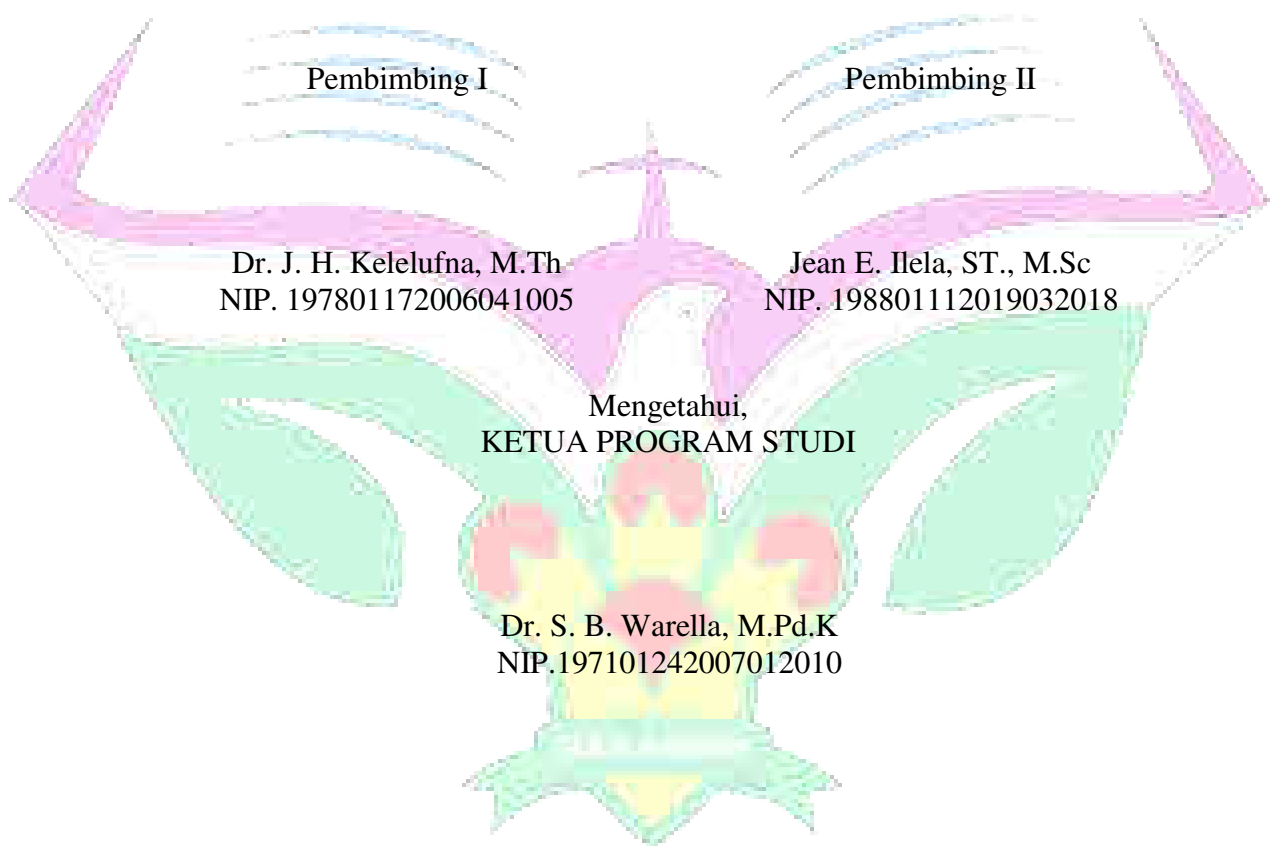 Pembimbing I
Pembimbing II
Dr. J. H. Kelelufna, M.Th
NIP. 197801172006041005
Jean E. Ilela, ST., M.Sc
NIP. 198801112019032018
Mengetahui,
KETUA PROGRAM STUDI
Dr. S. B. Warella, M.Pd.K
NIP.197101242007012010